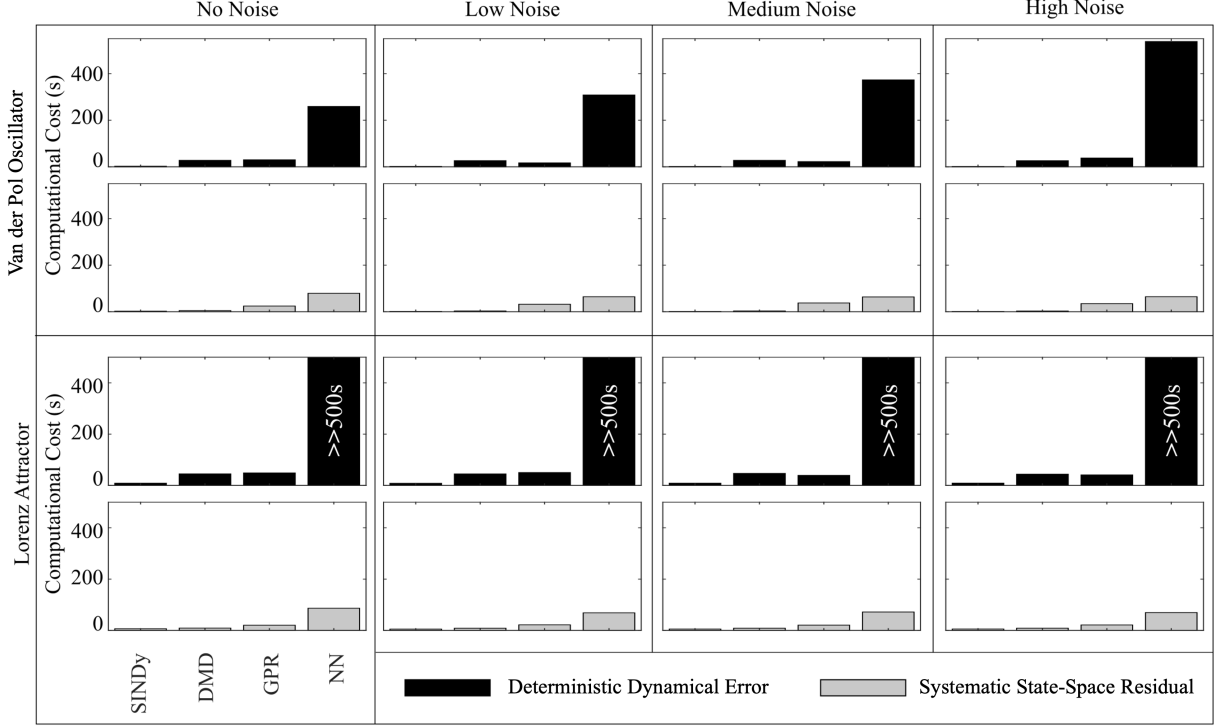 No Noise
Low Noise
Medium Noise
High Noise
Van der Pol Oscillator
Computational Cost (s)
400
200
0
400
200
0
Lorenz Attractor
Computational Cost (s)
400
200
0
>>500s
>>500s
>>500s
>>500s
400
200
0
SINDy
DMD
GPR
NN
Deterministic Dynamical Error
Systematic State-Space Residual